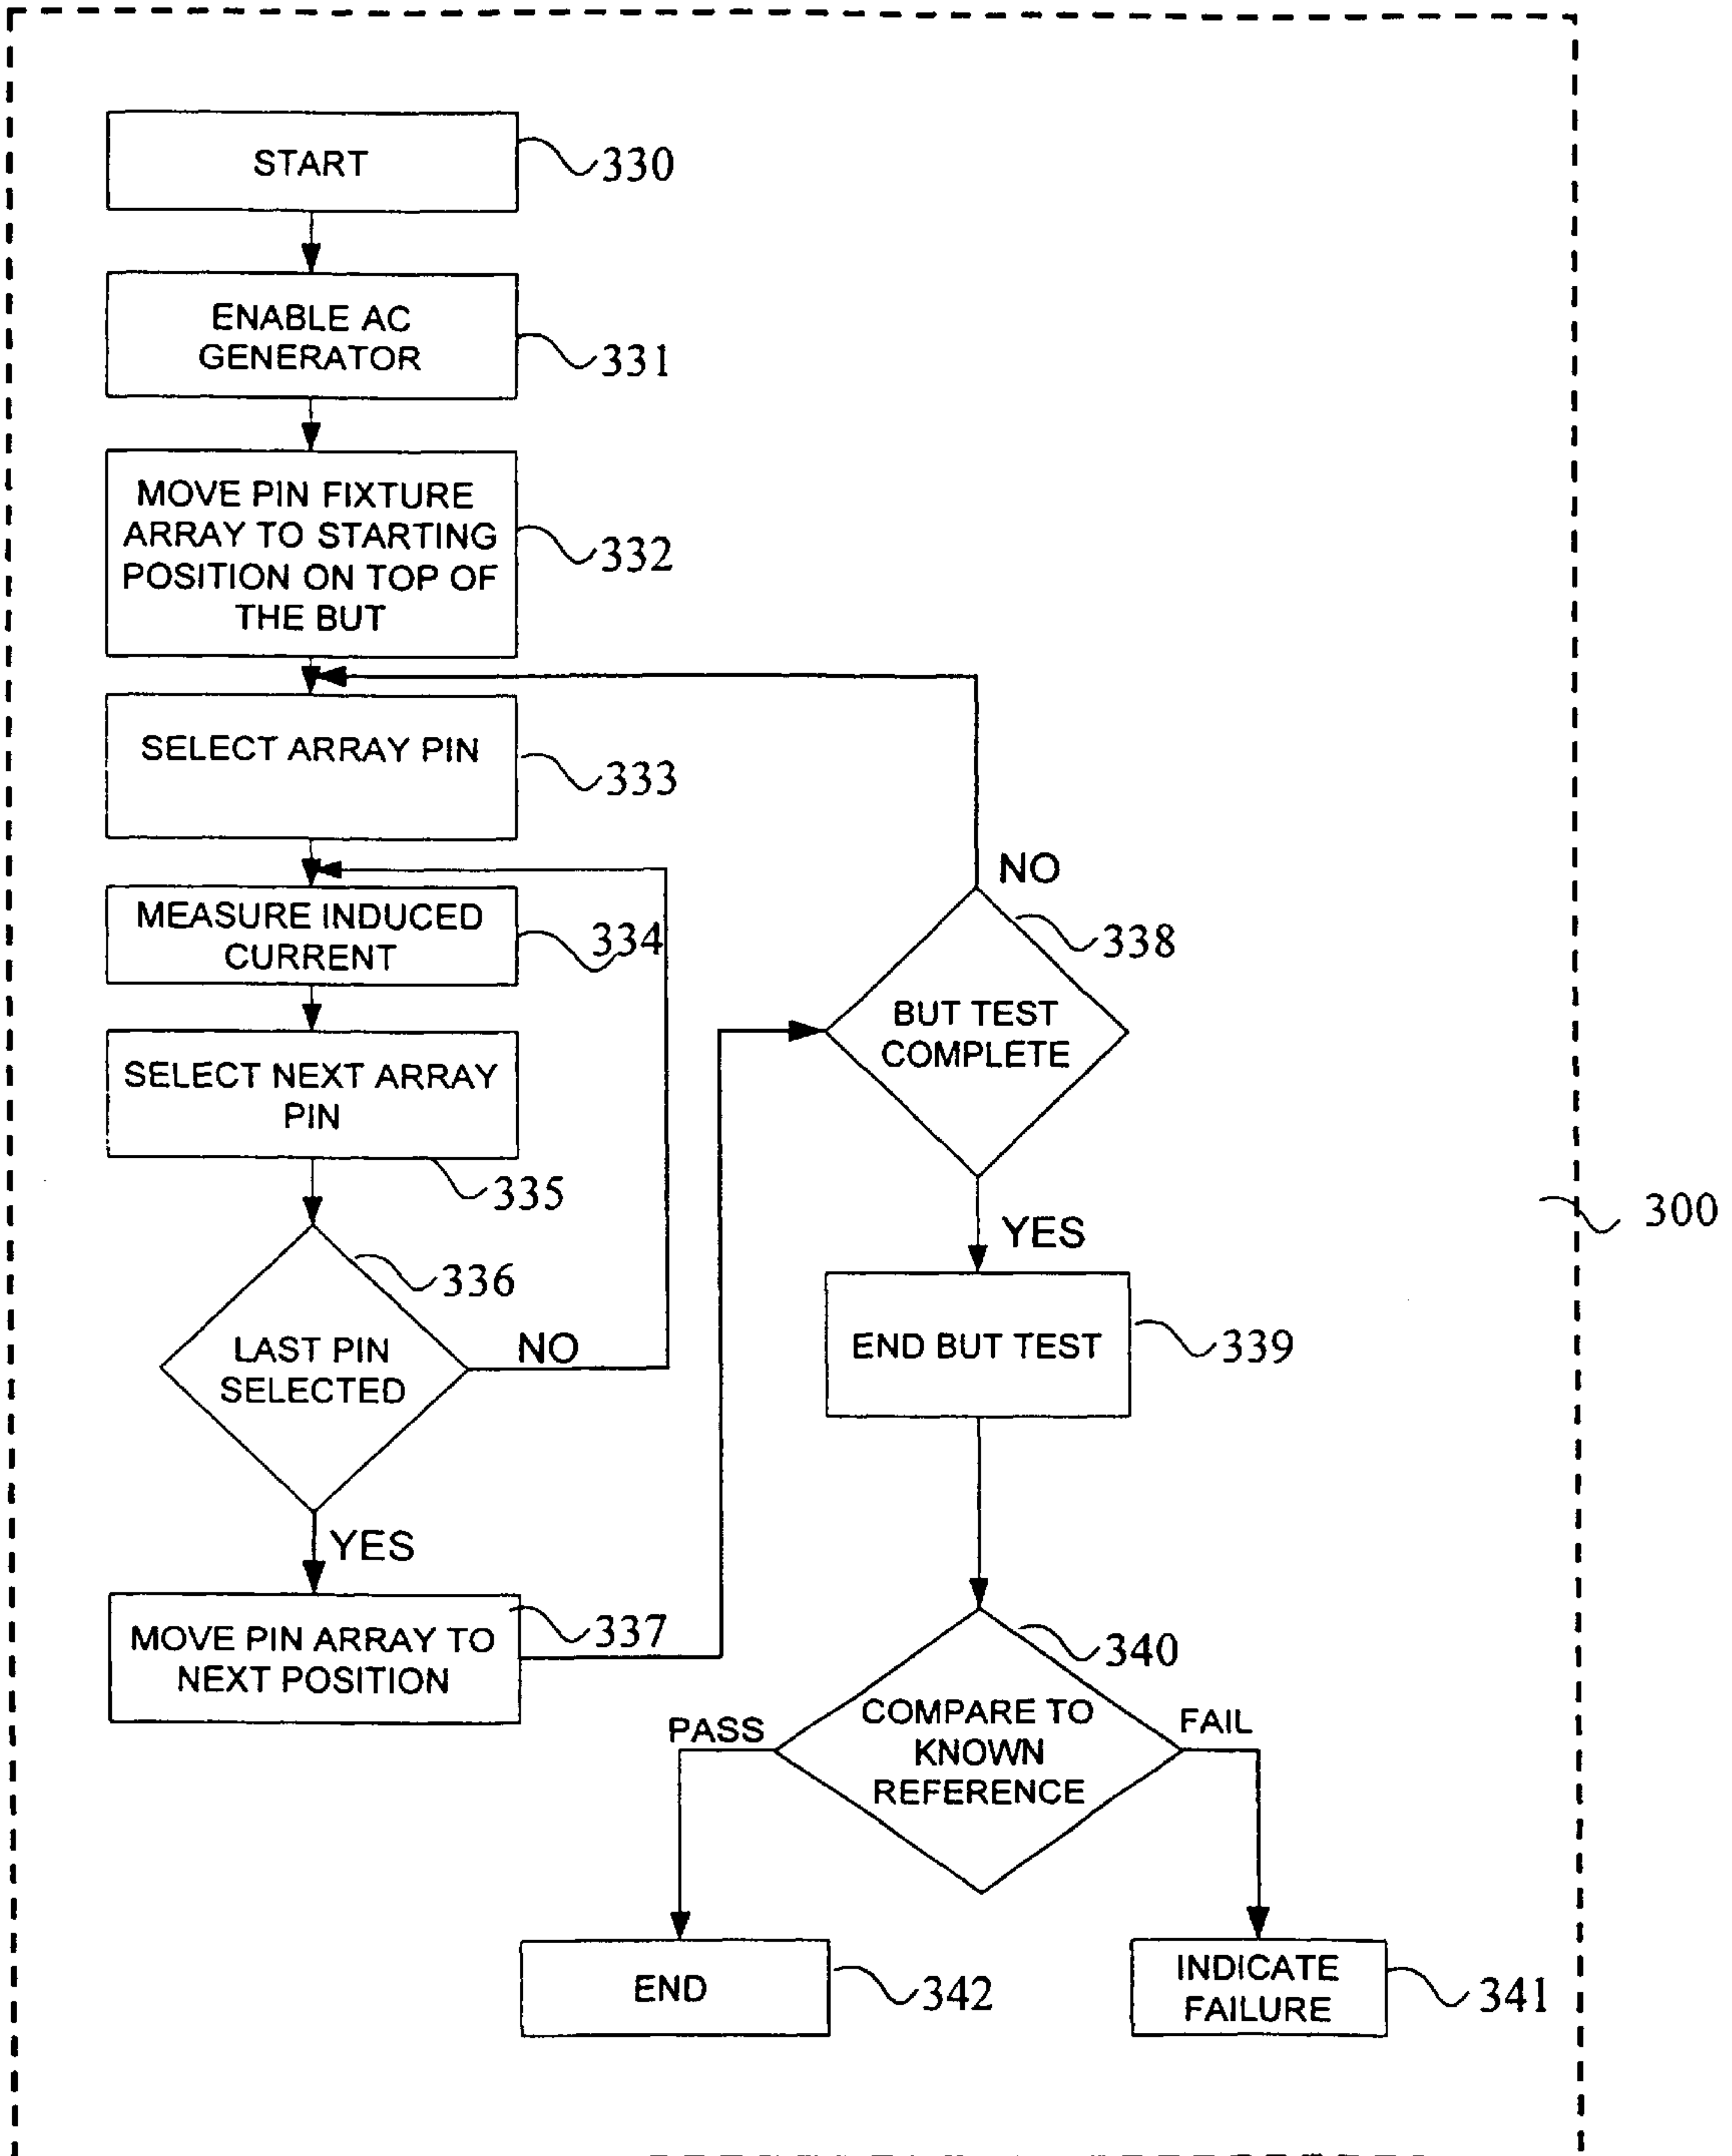 START
330
ENABLE AC
GENERATOR
331
MOVE PIN FIXTURE
ARRAY TO STARTING
POSITION ON TOP OF
THE BUT
332
SELECT ARRAY PIN
333
MEASURE INDUCED
CURRENT
334
SELECT NEXT ARRAY
PIN
335
336
LAST PIN
SELECTED
NO
YES
MOVE PIN ARRAY TO
NEXT POSITION
337
NO
338
BUT TEST
COMPLETE
YES
END BUT TEST
339
340
COMPARE TO
KNOWN
REFERENCE
PASS
FAIL
END
342
INDICATE
FAILURE
341
300